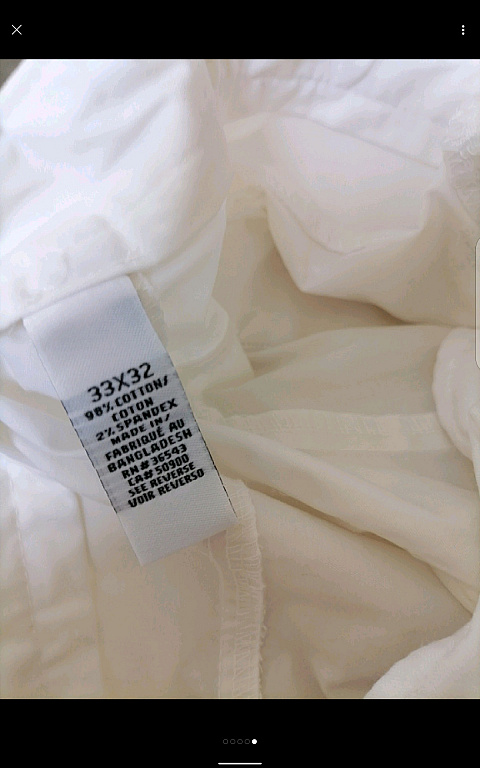 33X32
98% COTTON/
COTON
2% SPANDEX
MADE IN/
FABRIQUÉ AU
BANGLADESH
RN# 36543
CA# 50900
SEE REVERSE
VOIR REVERSO